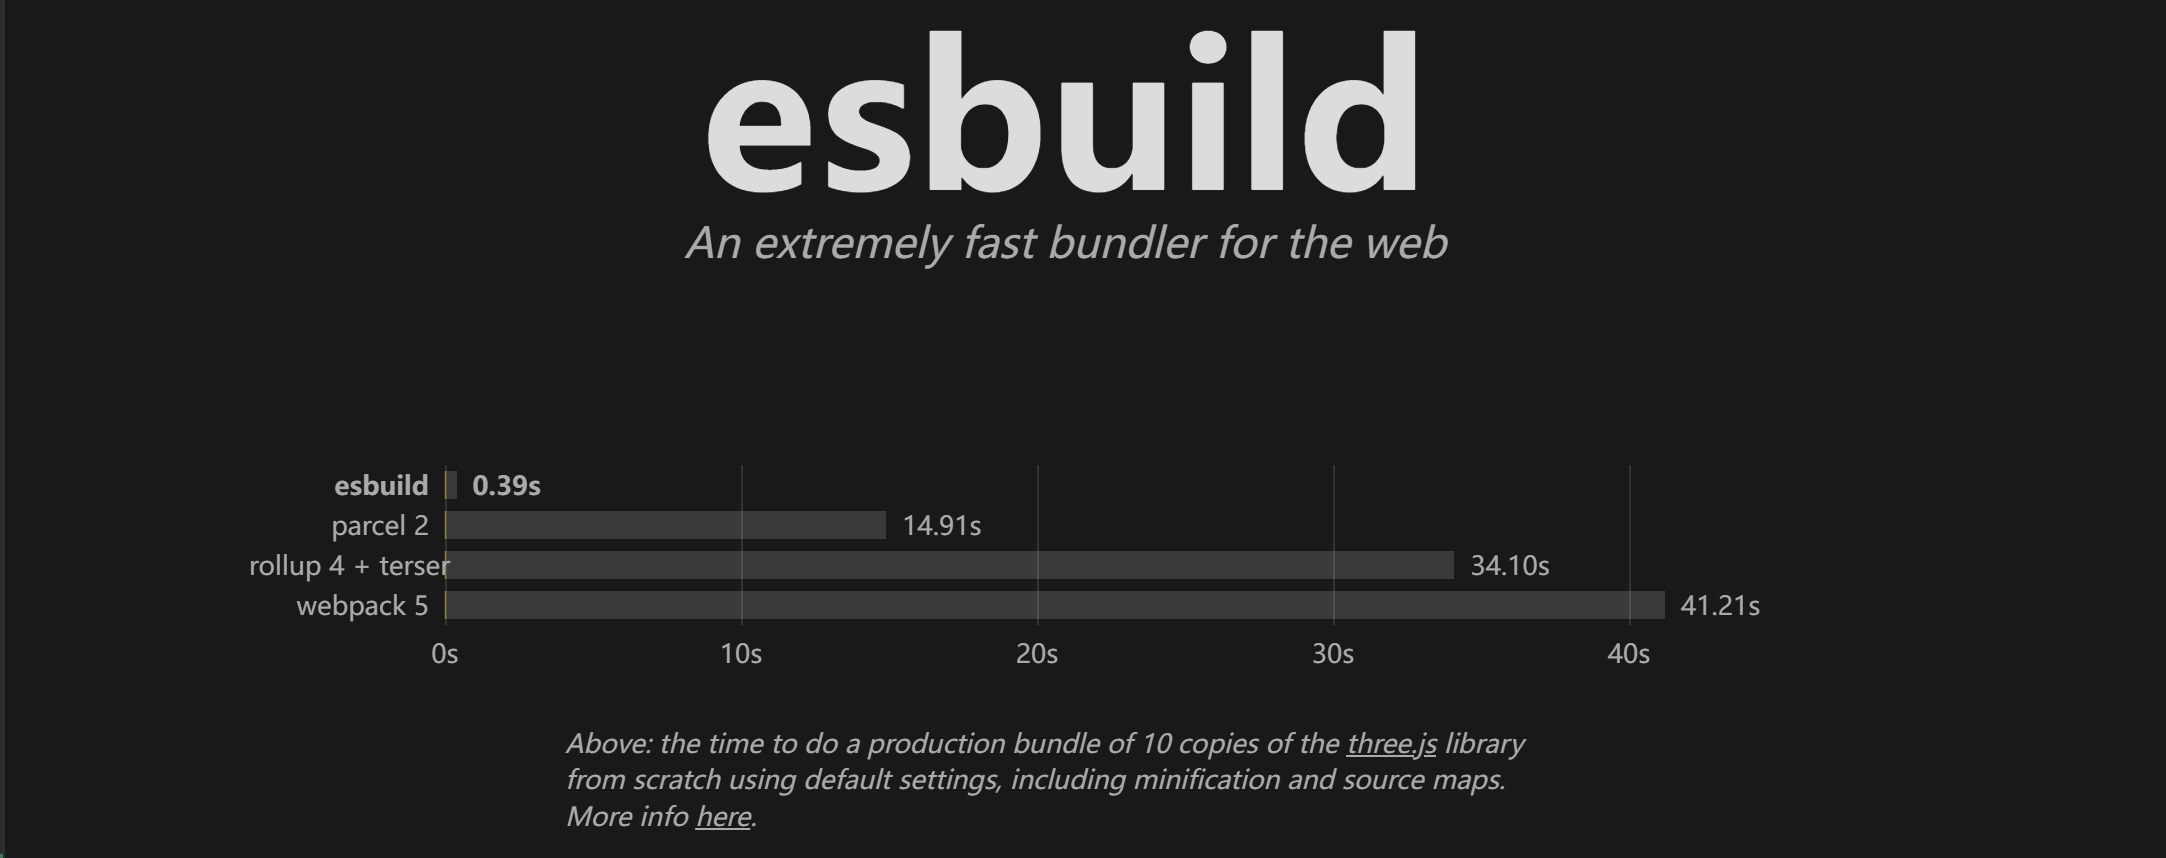 esbuild
An extremely fast bundler for the web
esbuild 0.39s
parcel 2 14.91s
rollup 4 + terser 34.10s
webpack 5 41.21s
0s 10s 20s 30s 40s
Above: the time to do a production bundle of 10 copies of the three.js library
from scratch using default settings, including minification and source maps.
More info here.